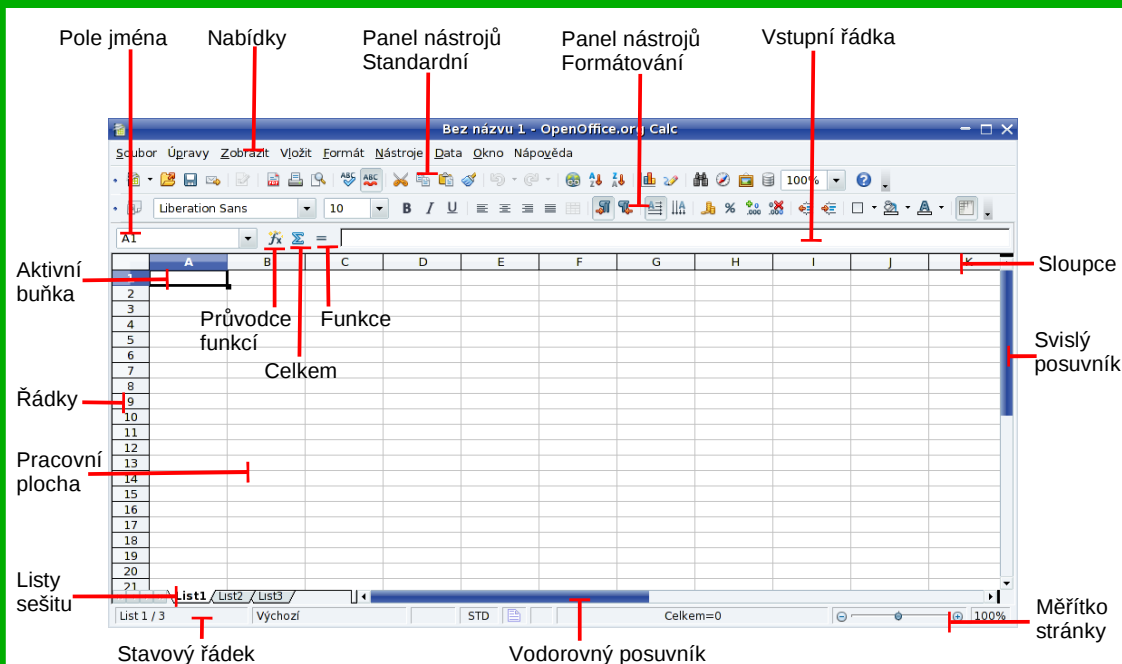 Pole jména
Nabídky
Panel nástrojů
Standardní
Panel nástrojů
Formátování
Vstupní řádka
Bez názvu 1 - OpenOffice.org Calc
Soubor Úpravy Zobrazit Vložit Formát Nástroje Data Okno Nápověda
100%
Liberation Sans 10
A1
A B C D E F G H I J K
Aktivní
buňka
Sloupce
Průvodce
funkcí
Funkce
Celkem
Svislý
posuvník
Řádky
Pracovní
plocha
1
2
3
4
5
6
7
8
9
10
11
12
13
14
15
16
17
18
19
20
21
Listy
sešitu
List1 List2 List3
List 1 / 3 Výchozí STD Celkem=0 100%
Měřítko
stránky
Stavový řádek
Vodorovný posuvník